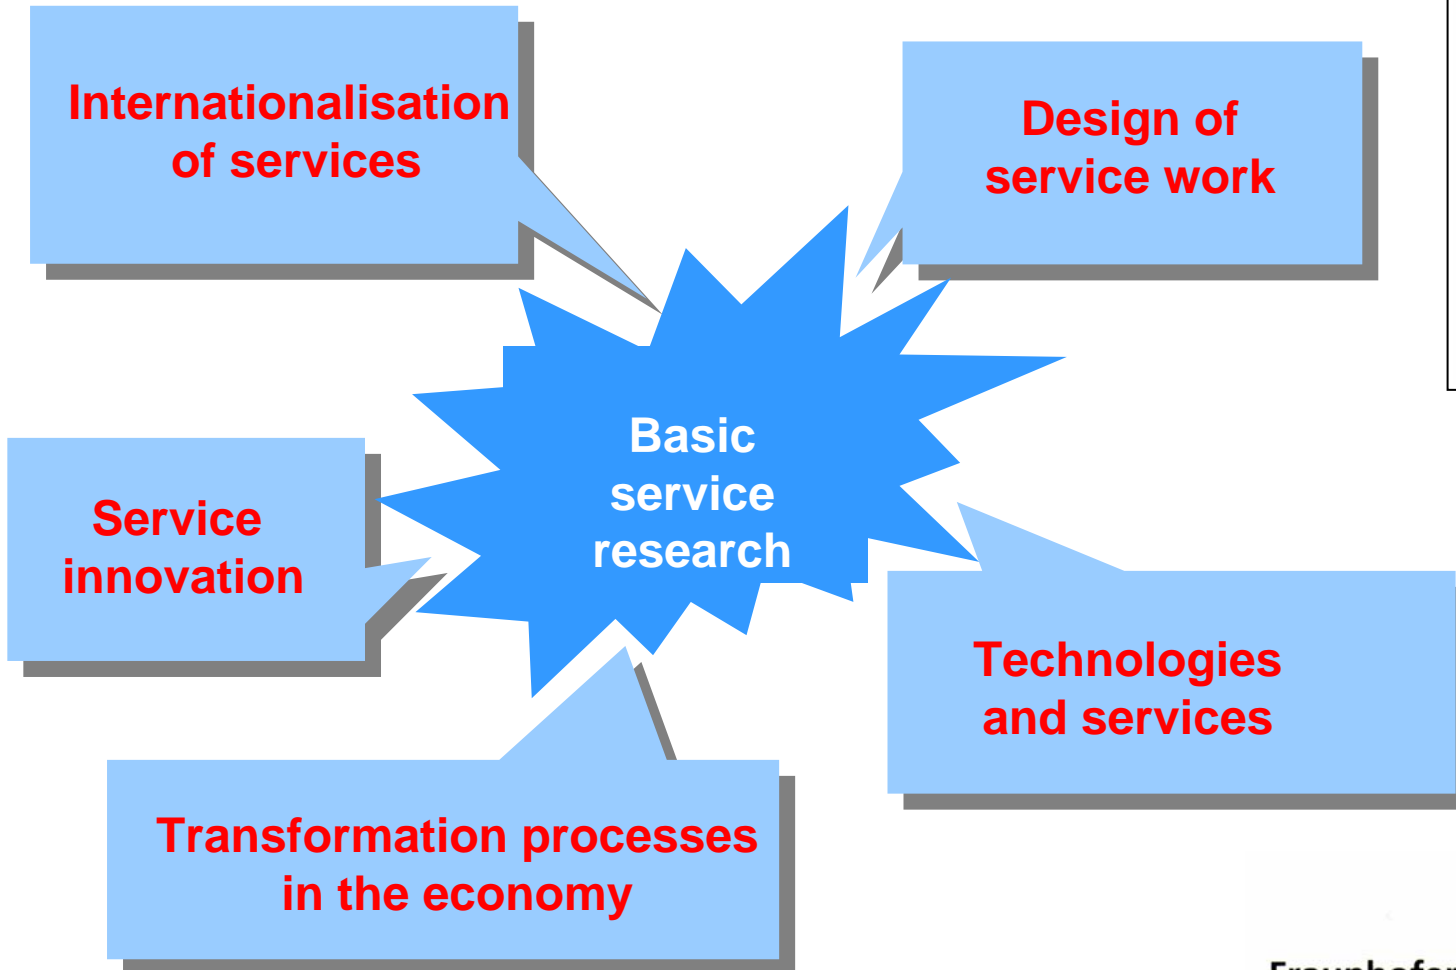 Internationalisation
of services
Design of
service work
Basic
service
research
Service
innovation
Technologies
and services
Transformation processes
in the economy